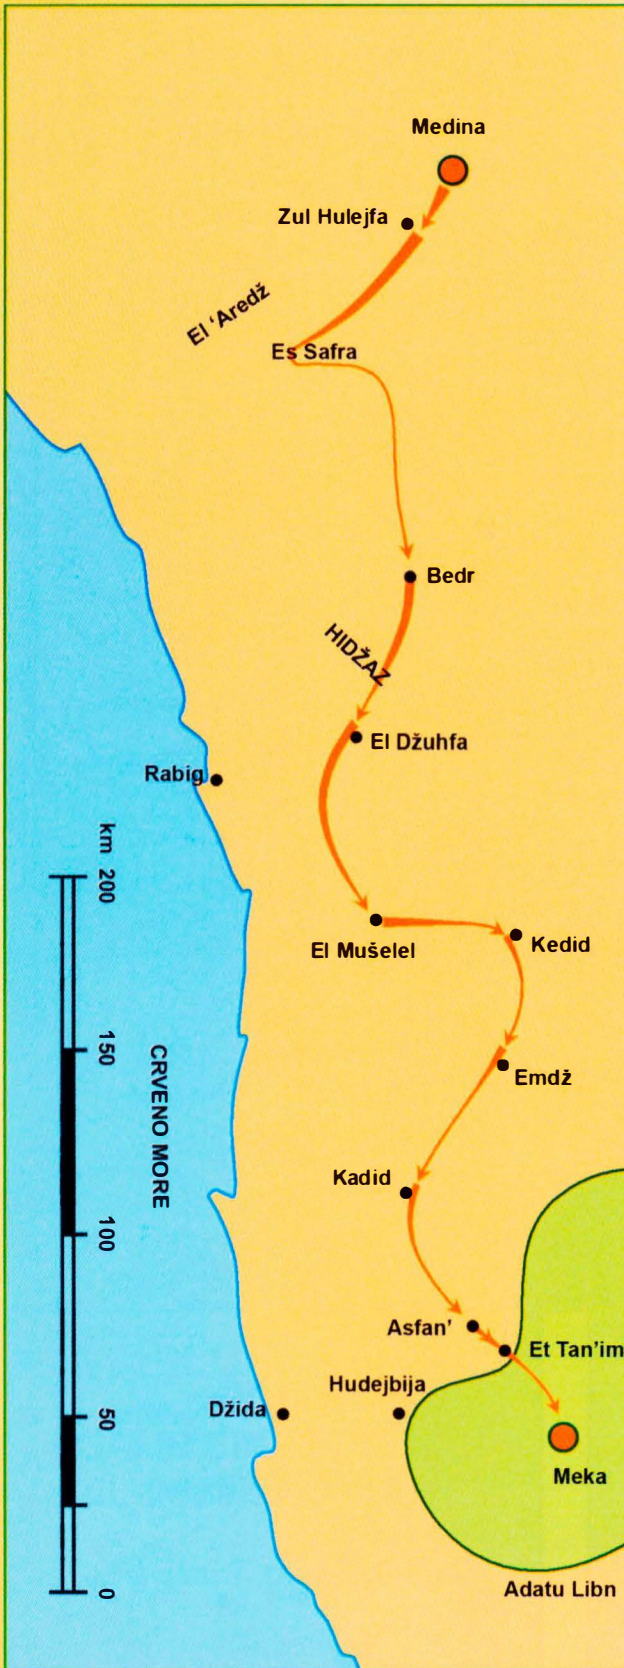 Medina
Zul Hulejfa
El ‘Aredž
Es Safra
Bedr
HIDŽAZ
El Džuhfa
Rabig
km 200
El Mušelel
Kedid
150
CRVENO MORE
Emdž
Kadid
100
Asfan’
Et Tan’im
Hudejbija
Džida
50
Meka
Adatu Libn
0